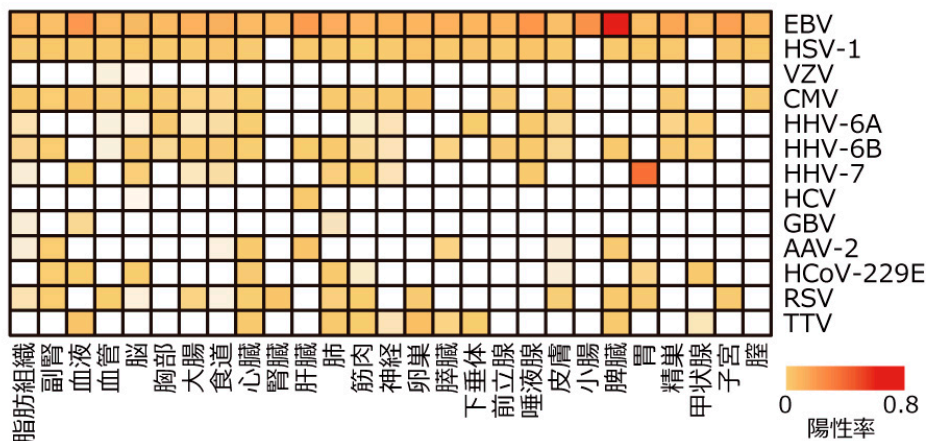 EBV
HSV-1
VZV
CMV
HHV-6A
HHV-6B
HHV-7
HCV
GBV
AAV-2
HCoV-229E
RSV
TTV
脂肪組織
副腎
血液
血管
脳
胸部
大腸
食道
心臓
腎臓
肝臓
肺
筋肉
神経
卵巣
膵臓
下垂体
前立腺
唾液腺
皮膚
小腸
脾臓
胃
精巣
甲状腺
子宮
膣
0 0.8
陽性率